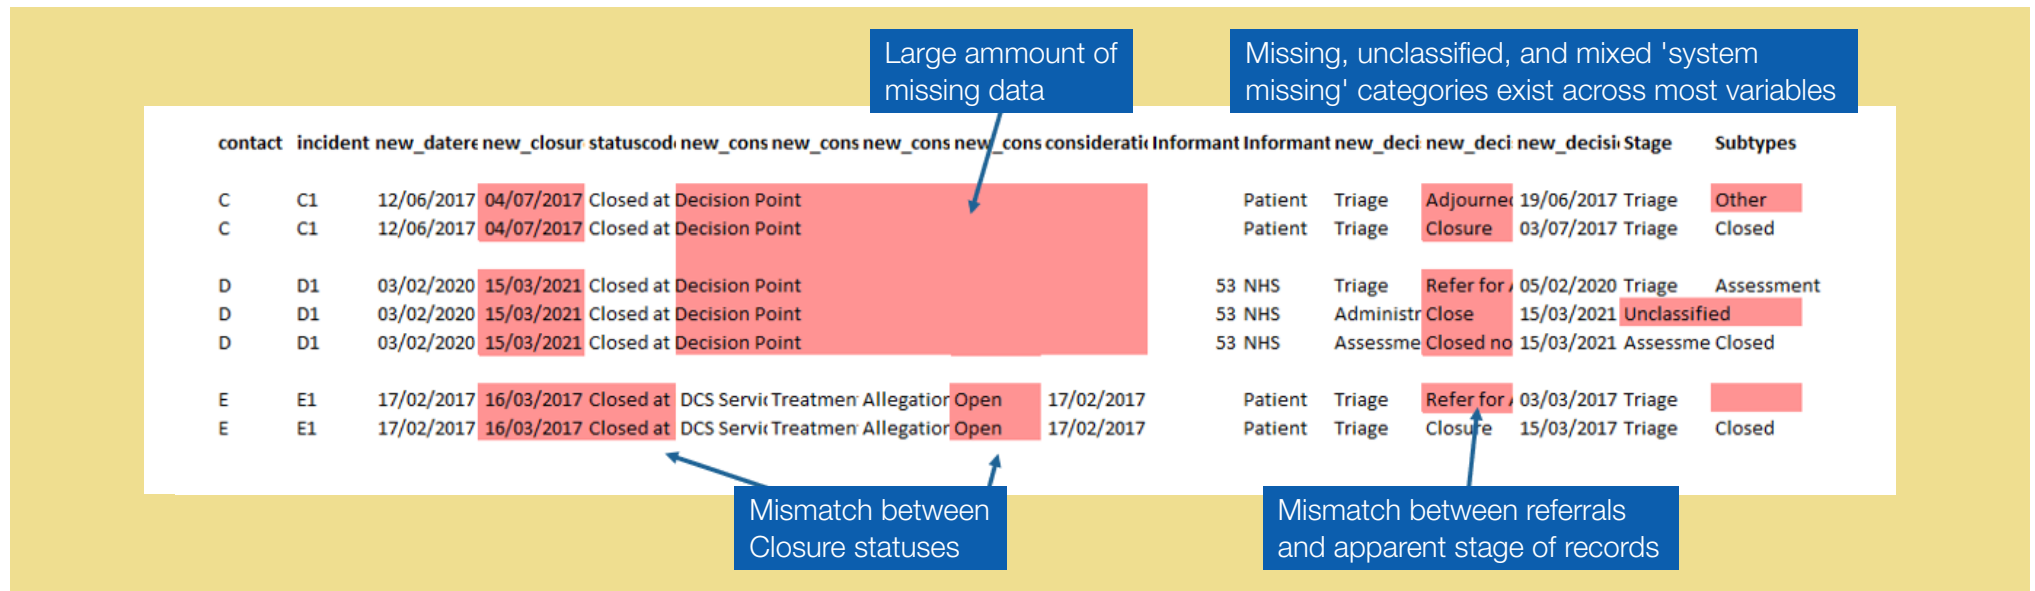 Large ammount of
missing data
Missing, unclassified, and mixed 'system
missing' categories exist across most variables
contact incident new_datere new_closur statuscod new_cons new_cons new_cons new_cons consideratic Informant Informant new_deci new_deci new_decisi Stage Subtypes
C C1 12/06/2017 04/07/2017 Closed at Decision Point Patient Triage Adjourned 19/06/2017 Triage Other
C C1 12/06/2017 04/07/2017 Closed at Decision Point Patient Triage Closure 03/07/2017 Triage Closed
D D1 03/02/2020 15/03/2021 Closed at Decision Point 53 NHS Triage Refer for 05/02/2020 Triage Assessment
D D1 03/02/2020 15/03/2021 Closed at Decision Point 53 NHS Administr Close 15/03/2021 Unclassified
D D1 03/02/2020 15/03/2021 Closed at Decision Point 53 NHS Assessme Closed no 15/03/2021 Assessme Closed
E E1 17/02/2017 16/03/2017 Closed at DCS Servic Treatmen Allegation Open 17/02/2017 Patient Triage Refer for 03/03/2017 Triage
E E1 17/02/2017 16/03/2017 Closed at DCS Servic Treatmen Allegation Open 17/02/2017 Patient Triage Closure 15/03/2017 Triage Closed
Mismatch between
Closure statuses
Mismatch between referrals
and apparent stage of records